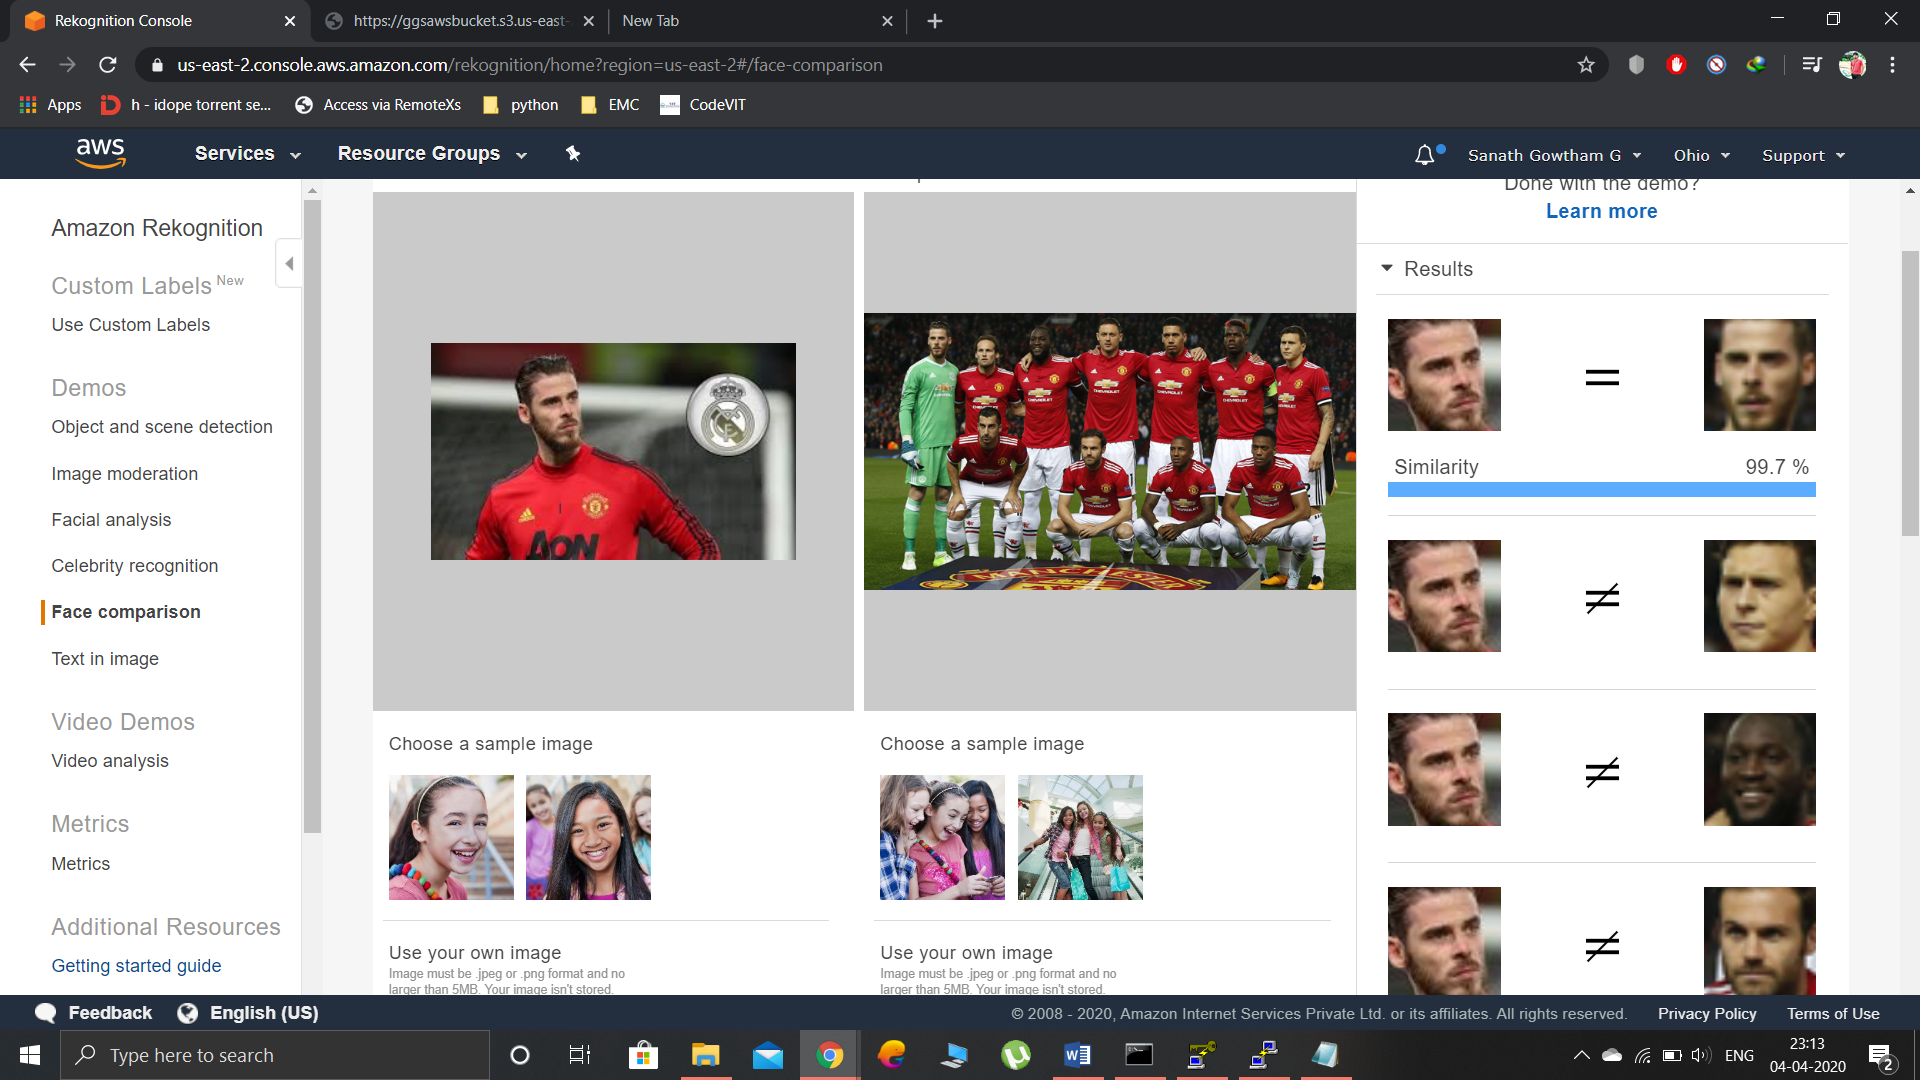 Rekognition Console
https://ggsawsbucket.s3.us-east-
New Tab
us-east-2.console.aws.amazon.com/rekognition/home?region=us-east-2#/face-comparison
Apps
h - idope torrent se...
Access via RemoteXs
python
EMC
CodeVIT
aws
Services
Resource Groups
Sanath Gowtham G
Ohio
Support
Amazon Rekognition
Custom Labels New
Use Custom Labels
Demos
Object and scene detection
Image moderation
Facial analysis
Celebrity recognition
Face comparison
Text in image
Video Demos
Video analysis
Metrics
Metrics
Additional Resources
Getting started guide
AON
CHEVROLET
MANCHESTER
Choose a sample image
Use your own image
Image must be .jpeg or .png format and no
larger than 5MB. Your image isn't stored.
Choose a sample image
Use your own image
Image must be .jpeg or .png format and no
larger than 5MB. Your image isn't stored.
Done with the demo?
Learn more
Results
=
Similarity 99.7 %
≠
≠
≠
Feedback
English (US)
© 2008 - 2020, Amazon Internet Services Private Ltd. or its affiliates. All rights reserved.
Privacy Policy
Terms of Use
Type here to search
ENG
23:13
04-04-2020
2